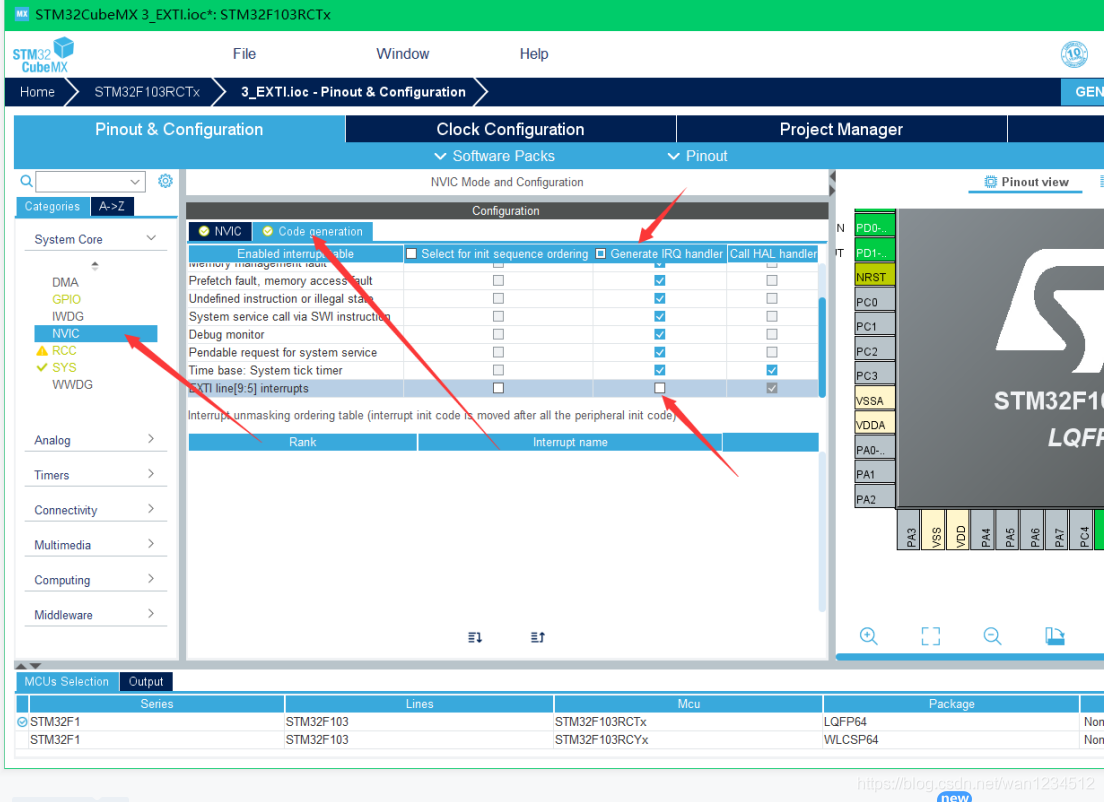 MX STM32CubeMX 3_EXTI.ioc*: STM32F103RCTx
STM32
CubeMX
File Window Help
10
Home STM32F103RCTx 3_EXTI.ioc - Pinout & Configuration GEN
Pinout & Configuration Clock Configuration Project Manager
Software Packs Pinout
NVIC Mode and Configuration
Pinout view
Categories A->Z
Configuration
System Core
NVIC Code generation
Enabled interrupt table Select for init sequence ordering Generate IRQ handler Call HAL handler
Memory management fault
Prefetch fault, memory access fault
Undefined instruction or illegal state
System service call via SWI instruction
Debug monitor
Pendable request for system service
Time base: System tick timer
EXTI line[9:5] interrupts
Interrupt unmasking ordering table (interrupt init code is moved after all the peripheral init code)
Rank Interrupt name
DMA
GPIO
IWDG
NVIC
RCC
SYS
WWDG
Analog
Timers
Connectivity
Multimedia
Computing
Middleware
N PD0-..
UT PD1-..
NRST
PC0
PC1
PC2
PC3
VSSA
VDDA
PA0-..
PA1
PA2
PA3 VSS VDD PA4 PA5 PA6 PA7 PC4
STM32F10
LQFP
MCUs Selection Output
Series Lines Mcu Package
STM32F1 STM32F103 STM32F103RCTx LQFP64 Non
STM32F1 STM32F103 STM32F103RCYx WLCSP64 Non
https://blog.csdn.net/wan1234512
new